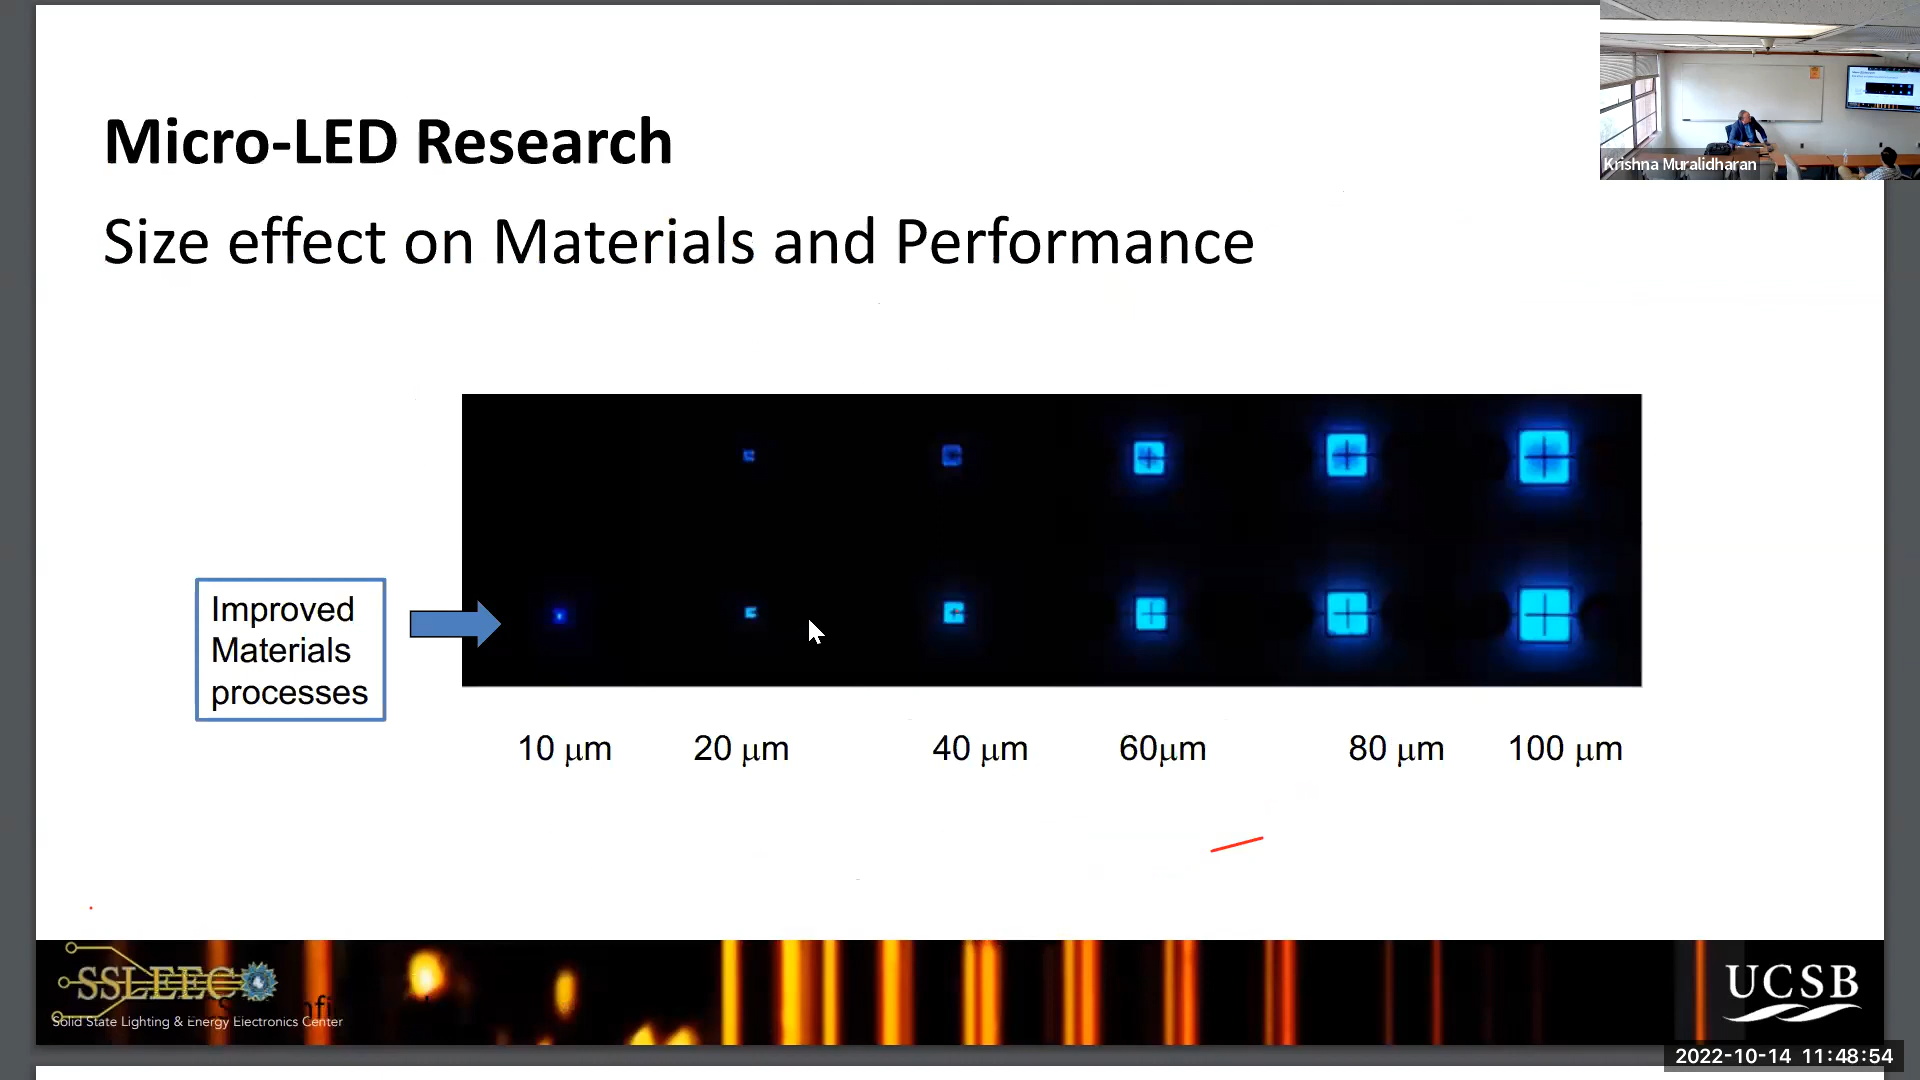 Krishna Muralidharan
Micro-LED Research
Size effect on Materials and Performance
Improved
Materials
processes
10 μm 20 μm 40 μm 60μm 80 μm 100 μm
SSLEEC
Solid State Lighting & Energy Electronics Center
UCSB
2022-10-14 11:48:54